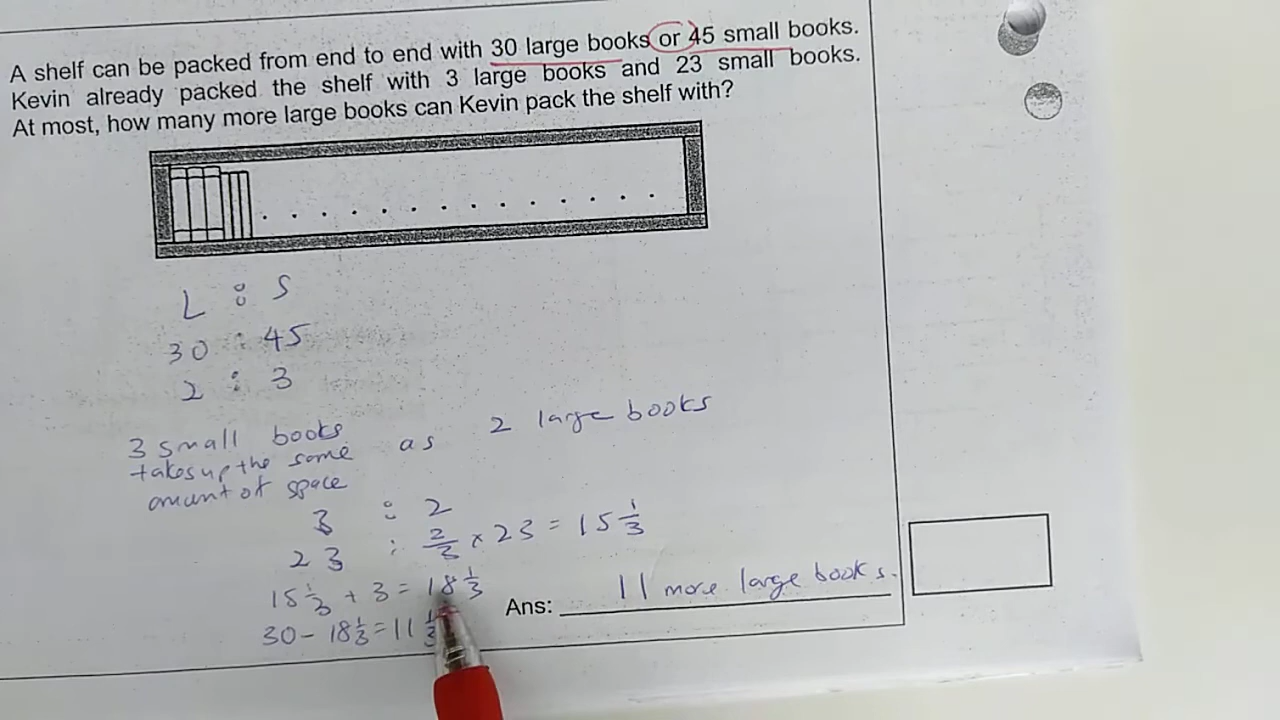 A shelf can be packed from end to end with 30 large books or 45 small books.
Kevin already packed the shelf with 3 large books and 23 small books.
At most, how many more large books can Kevin pack the shelf with?
L : S
30 : 45
2 : 3
3 small books as 2 large books
takes up the same
amount of space
3 : 2
23 : 2/3 × 23 = 15 1/3
15 1/3 + 3 = 18 1/3
30 - 18 1/3 = 11 1/3
Ans: 11 more large books.